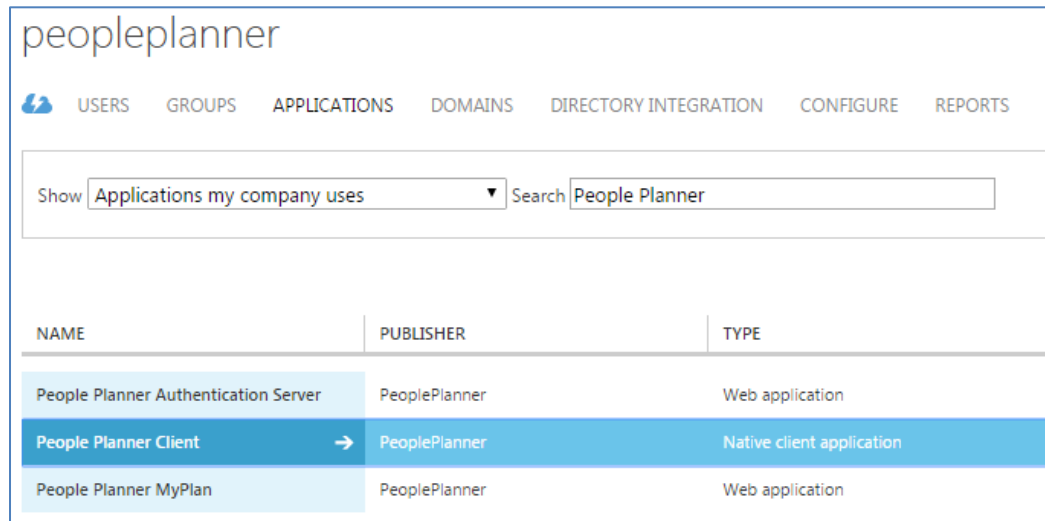 peopleplanner
USERS GROUPS APPLICATIONS DOMAINS DIRECTORY INTEGRATION CONFIGURE REPORTS
Show Applications my company uses Search People Planner
NAME PUBLISHER TYPE
People Planner Authentication Server PeoplePlanner Web application
People Planner Client PeoplePlanner Native client application
People Planner MyPlan PeoplePlanner Web application